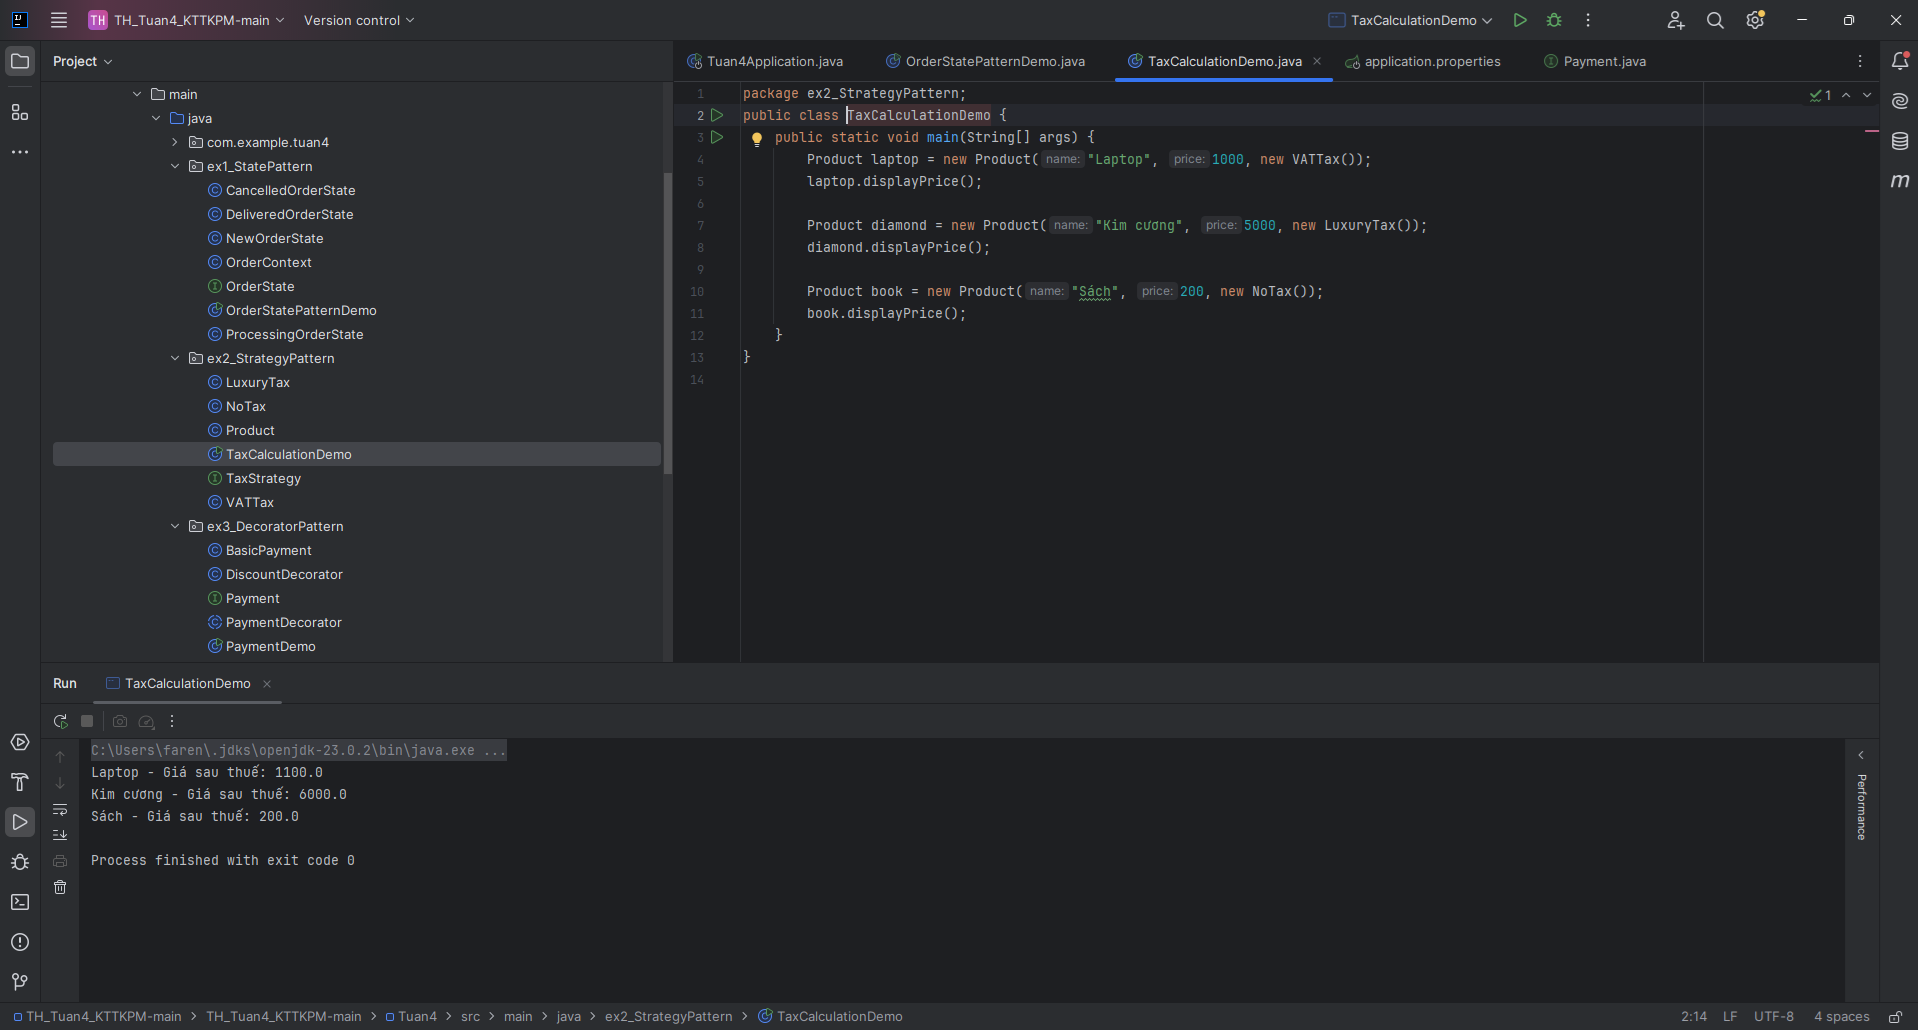 TH TH_Tuan4_KTTKPM-main Version control TaxCalculationDemo
Project
main
java
com.example.tuan4
ex1_StatePattern
CancelledOrderState
DeliveredOrderState
NewOrderState
OrderContext
OrderState
OrderStatePatternDemo
ProcessingOrderState
ex2_StrategyPattern
LuxuryTax
NoTax
Product
TaxCalculationDemo
TaxStrategy
VATTax
ex3_DecoratorPattern
BasicPayment
DiscountDecorator
Payment
PaymentDecorator
PaymentDemo
Tuan4Application.java OrderStatePatternDemo.java TaxCalculationDemo.java application.properties Payment.java
1 package ex2_StrategyPattern; 1
2 public class TaxCalculationDemo {
3 public static void main(String[] args) {
4 Product laptop = new Product( name: "Laptop", price: 1000, new VATTax());
5 laptop.displayPrice();
6
7 Product diamond = new Product( name: "Kim cương", price: 5000, new LuxuryTax());
8 diamond.displayPrice();
9
10 Product book = new Product( name: "Sách", price: 200, new NoTax());
11 book.displayPrice();
12 }
13 }
14
Run TaxCalculationDemo
C:\Users\faren\.jdks\openjdk-23.0.2\bin\java.exe ...
Laptop - Giá sau thuế: 1100.0
Kim cương - Giá sau thuế: 6000.0
Sách - Giá sau thuế: 200.0
Process finished with exit code 0
Performance
TH_Tuan4_KTTKPM-main > TH_Tuan4_KTTKPM-main > Tuan4 > src > main > java > ex2_StrategyPattern > TaxCalculationDemo 2:14 LF UTF-8 4 spaces